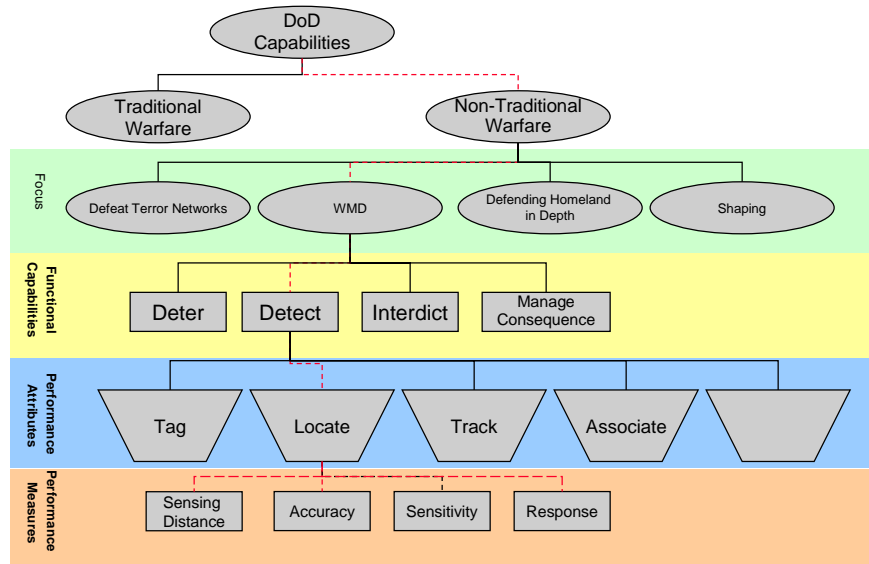 DoD
Capabilities
Traditional
Warfare
Non-Traditional
Warfare
Focus
Defeat Terror Networks
WMD
Defending Homeland
in Depth
Shaping
Functional
Capabilities
Deter
Detect
Interdict
Manage
Consequence
Performance
Attributes
Tag
Locate
Track
Associate
Performance
Measures
Sensing
Distance
Accuracy
Sensitivity
Response